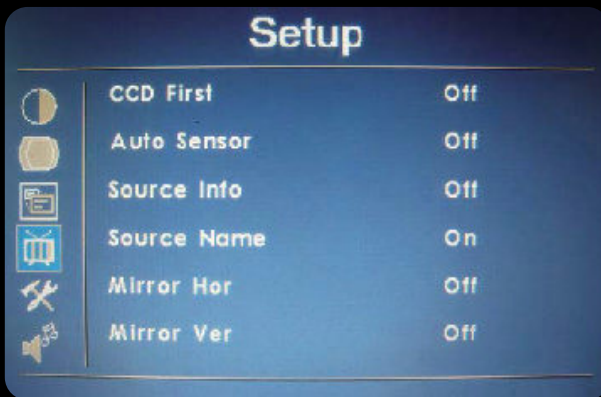 Setup
CCD First Off
Auto Sensor Off
Source Info Off
Source Name On
Mirror Hor Off
Mirror Ver Off